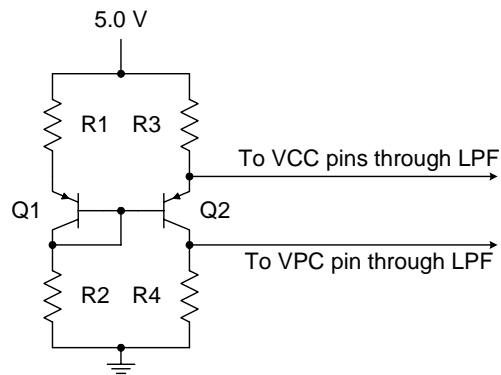 5.0 V
R1 R3
To VCC pins through LPF
Q1 Q2
To VPC pin through LPF
R2 R4